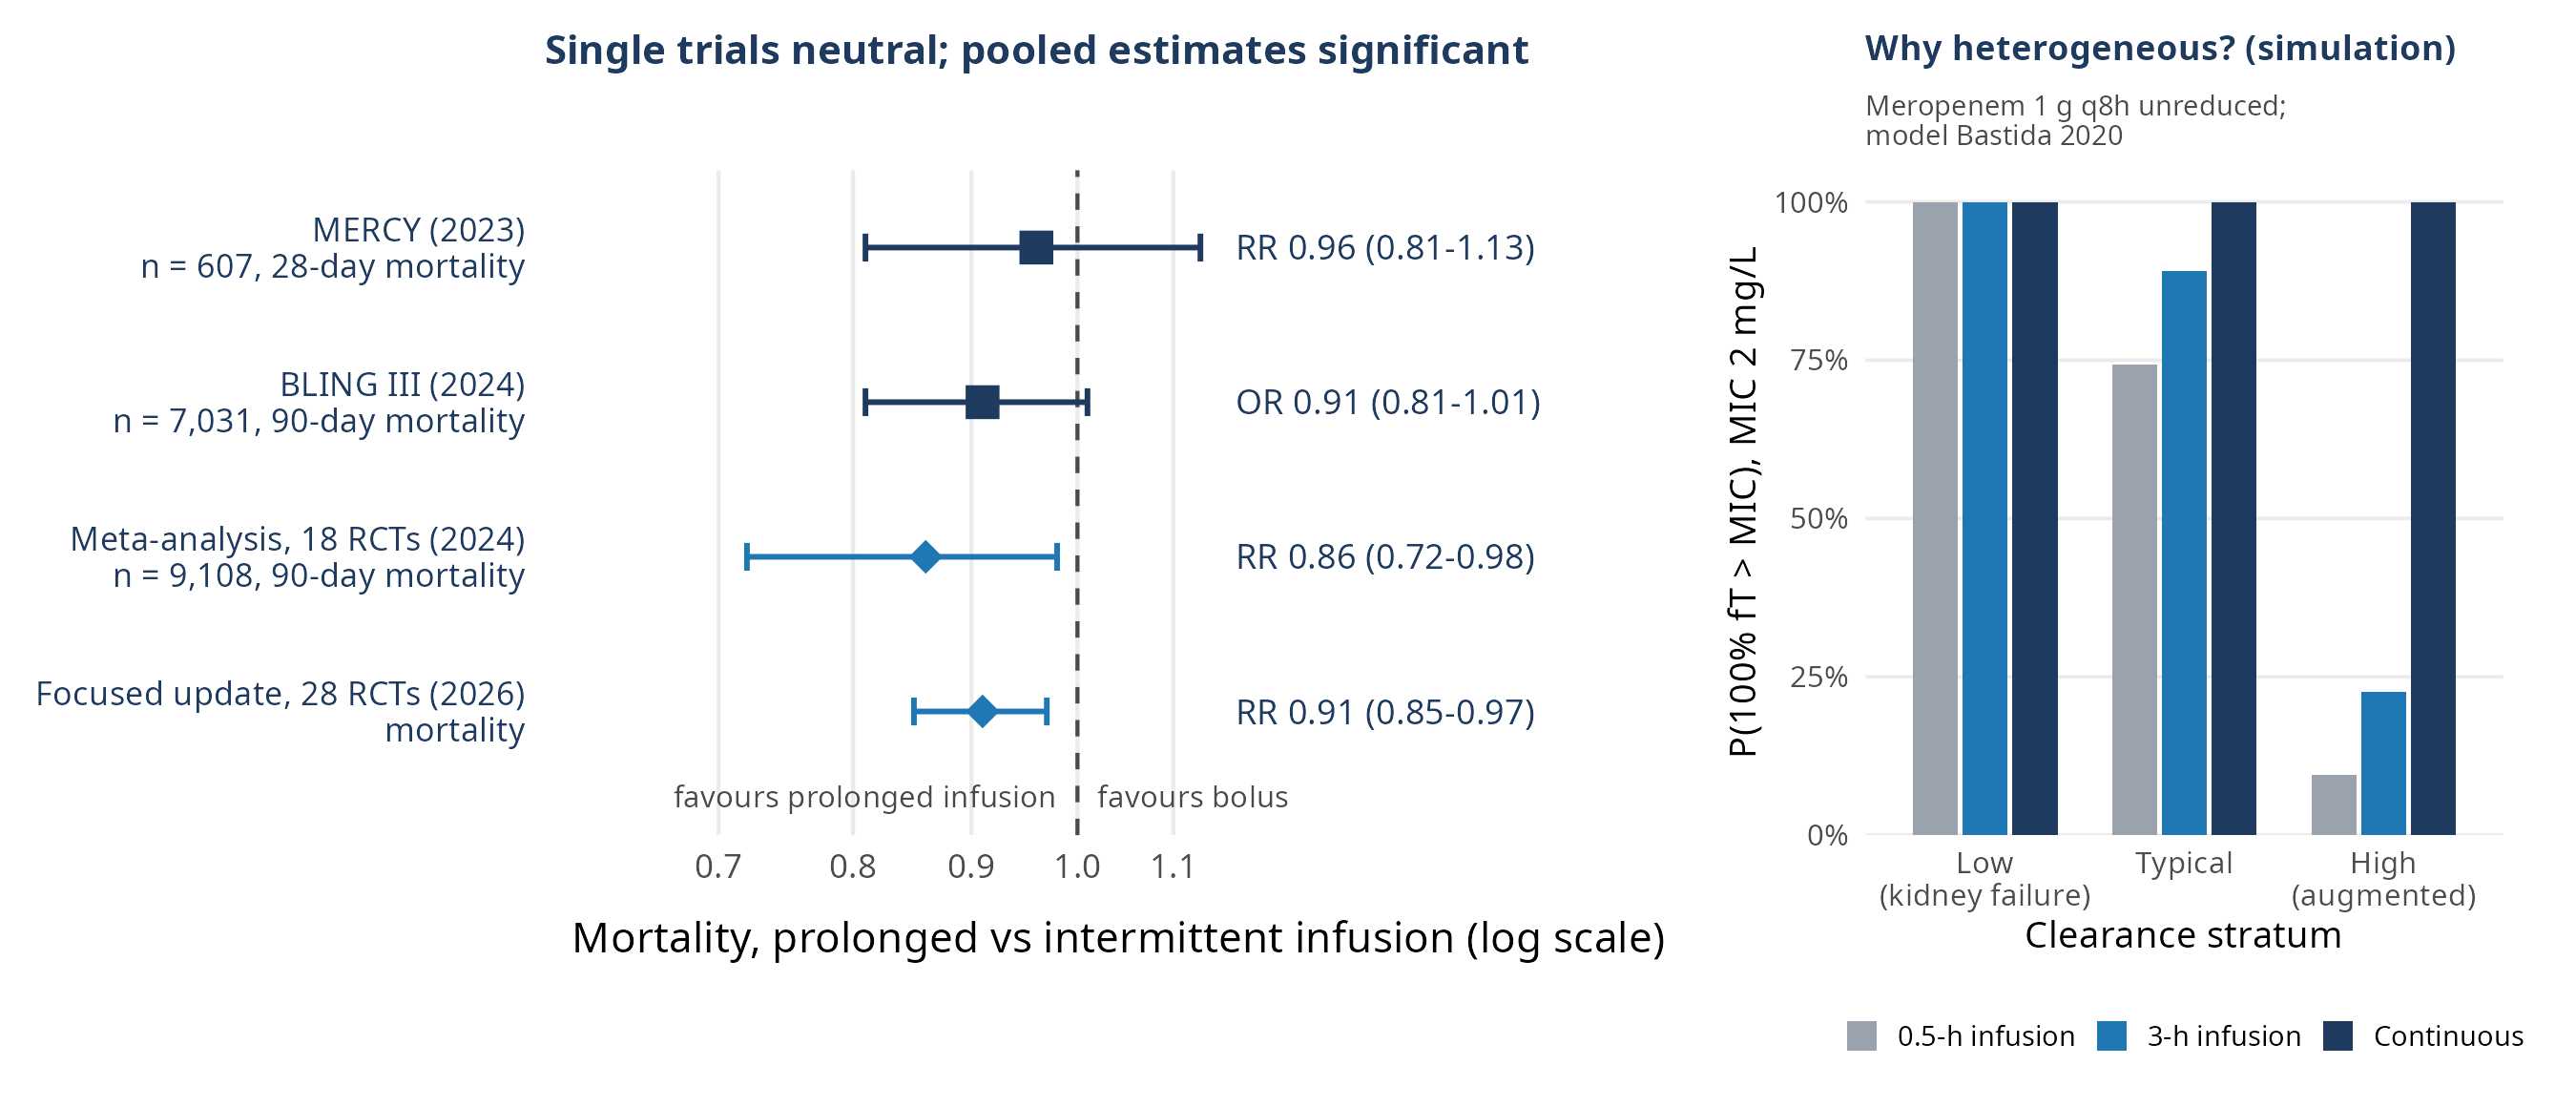 Single trials neutral; pooled estimates significant
MERCY (2023)
n = 607, 28-day mortality
RR 0.96 (0.81-1.13)
BLING III (2024)
n = 7,031, 90-day mortality
OR 0.91 (0.81-1.01)
Meta-analysis, 18 RCTs (2024)
n = 9,108, 90-day mortality
RR 0.86 (0.72-0.98)
Focused update, 28 RCTs (2026)
mortality
RR 0.91 (0.85-0.97)
favours prolonged infusion
favours bolus
0.7 0.8 0.9 1.0 1.1
Mortality, prolonged vs intermittent infusion (log scale)
Why heterogeneous? (simulation)
Meropenem 1 g q8h unreduced;
model Bastida 2020
P(100% fT > MIC), MIC 2 mg/L
100%
75%
50%
25%
0%
Low
(kidney failure)
Typical
High
(augmented)
Clearance stratum
0.5-h infusion
3-h infusion
Continuous